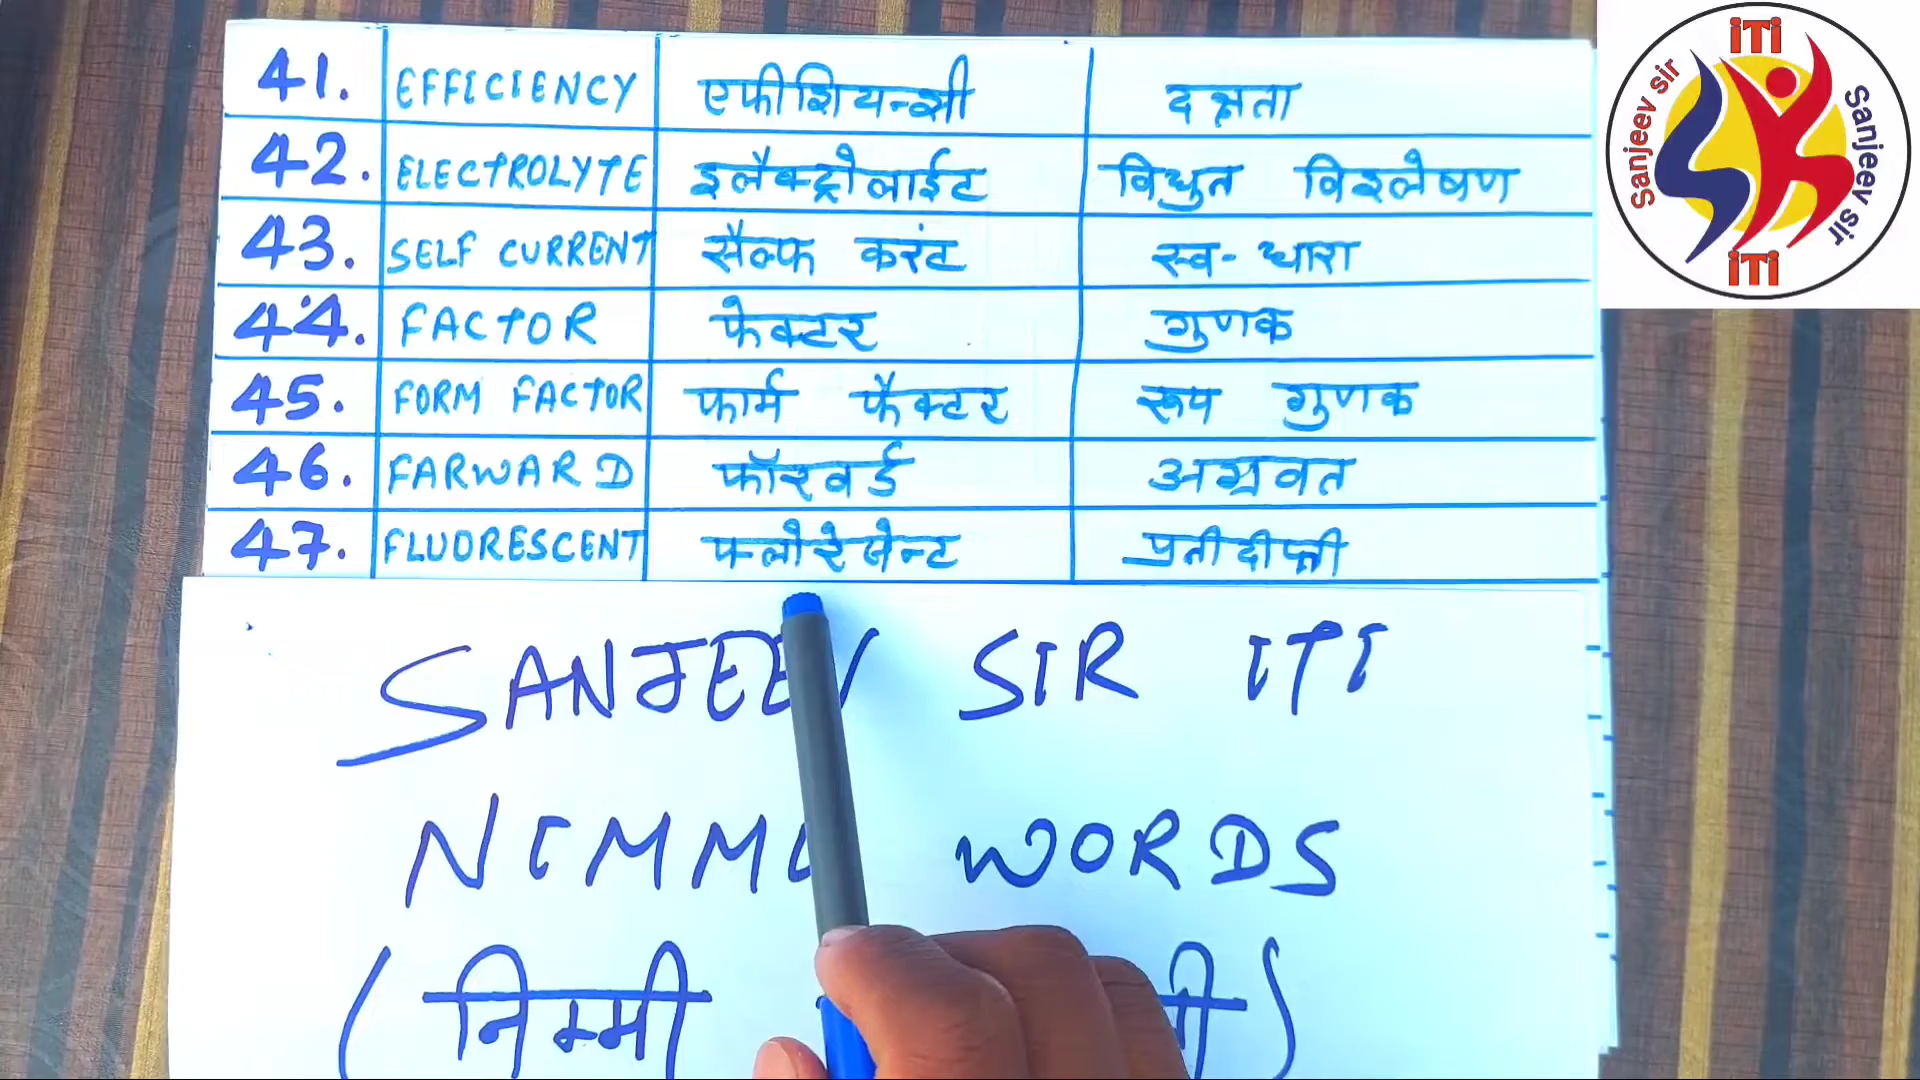 41. EFFICIENCY एफीशियन्सी दक्षता
42. ELECTROLYTE इलैक्ट्रोलाईट विधुत विश्लेषण
43. SELF CURRENT सैल्फ करंट स्व-धारा
44. FACTOR फेक्टर गुणक
45. FORM FACTOR फार्म फैक्टर रूप गुणक
46. FARWARD फॉरवर्ड अग्रवत
47. FLUORESCENT फ्लोरेसेन्ट प्रतीदीप्ती
SANJEEV SIR ITI
WORDS
(निम्मी
iTi
Sanjeev sir
Sanjeev sir
iTi